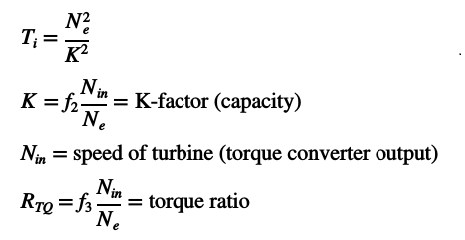 T_i = N_e^2 / K^2
K = f_2 N_in / N_e = K-factor (capacity)
N_in = speed of turbine (torque converter output)
R_TQ = f_3 N_in / N_e = torque ratio